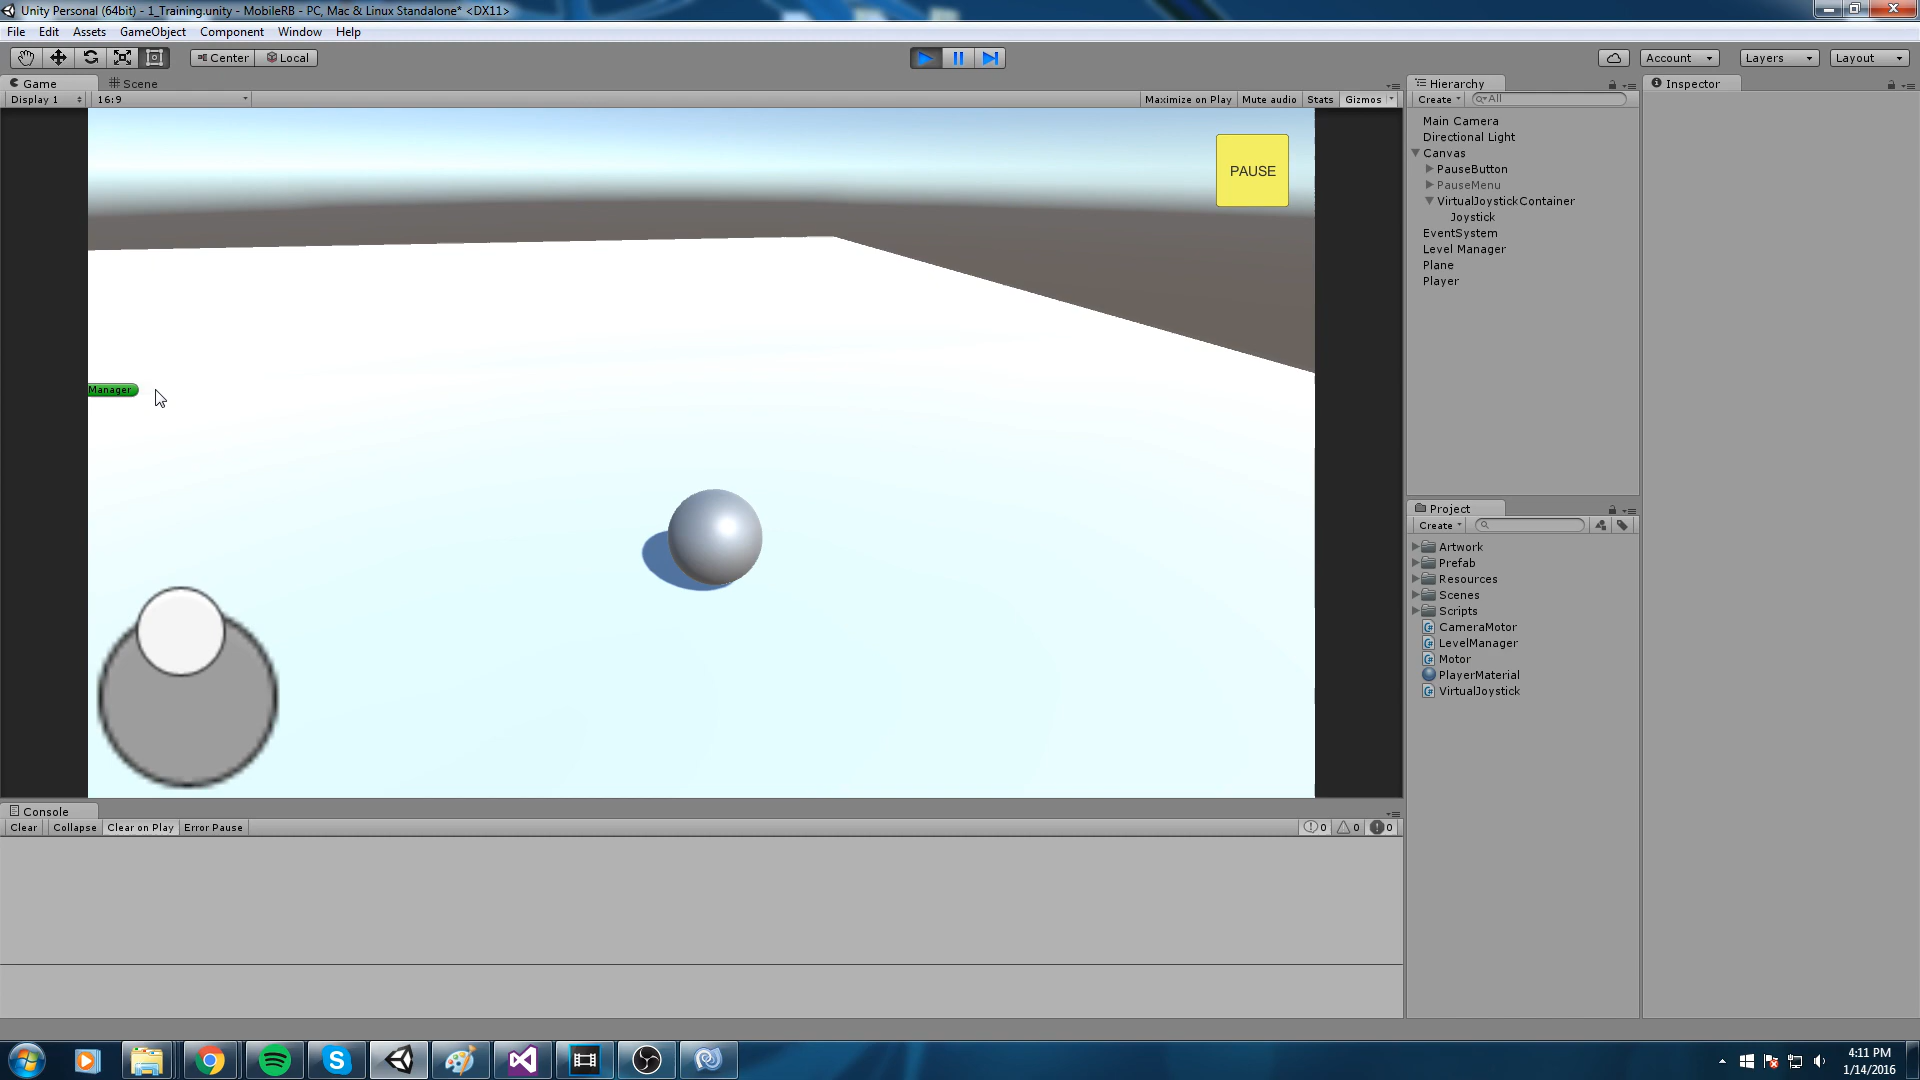 Unity Personal (64bit) - 1_Training.unity - MobileRB - PC, Mac & Linux Standalone* <DX11>
File Edit Assets GameObject Component Window Help
Center Local Account Layers Layout
Game Scene
Display 1 16:9 Maximize on Play Mute audio Stats Gizmos
PAUSE
Manager
Hierarchy
Create All
Main Camera
Directional Light
Canvas
PauseButton
PauseMenu
VirtualJoystickContainer
Joystick
EventSystem
Level Manager
Plane
Player
Inspector
Project
Create
Artwork
Prefab
Resources
Scenes
Scripts
CameraMotor
LevelManager
Motor
PlayerMaterial
VirtualJoystick
Console
Clear Collapse Clear on Play Error Pause 0 0 0
4:11 PM
1/14/2016